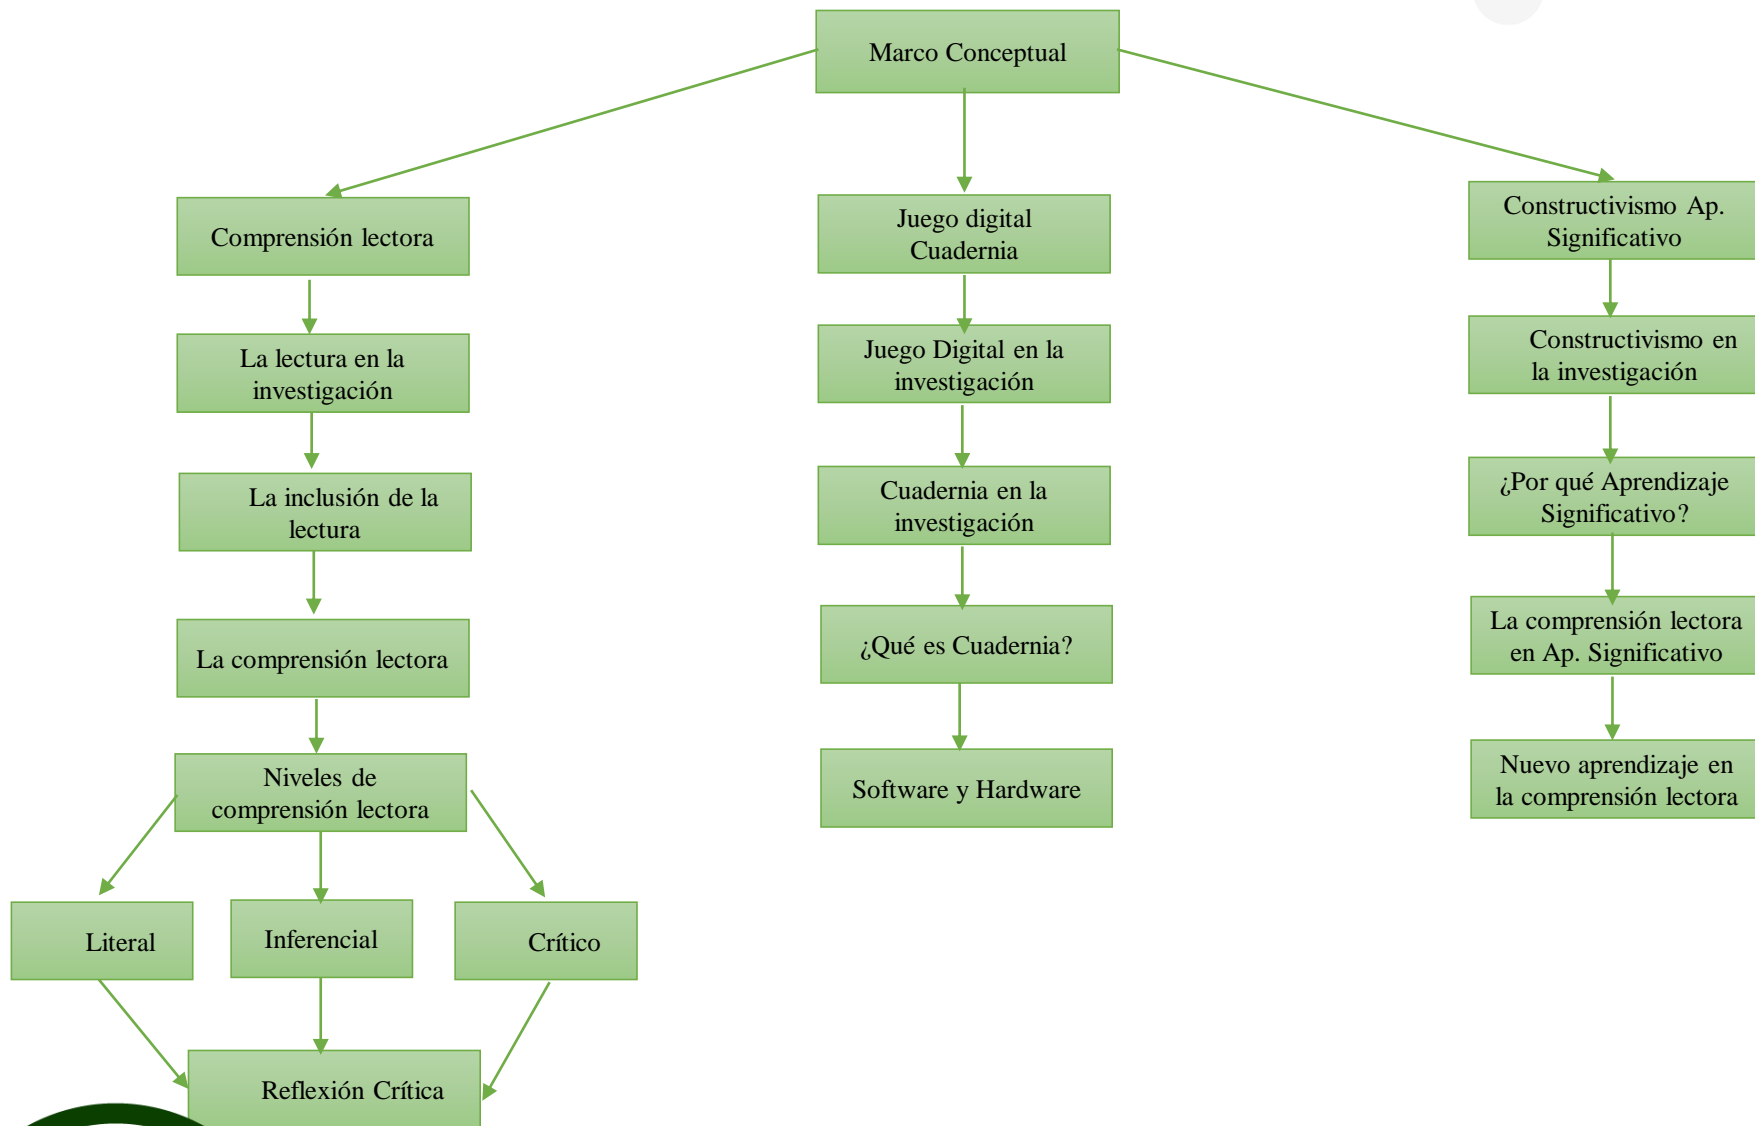 Marco Conceptual
Comprensión lectora
La lectura en la
investigación
La inclusión de la
lectura
La comprensión lectora
Niveles de
comprensión lectora
Literal
Inferencial
Crítico
Reflexión Crítica
Juego digital
Cuadernia
Juego Digital en la
investigación
Cuadernia en la
investigación
¿Qué es Cuadernia?
Software y Hardware
Constructivismo Ap.
Significativo
Constructivismo en
la investigación
¿Por qué Aprendizaje
Significativo?
La comprensión lectora
en Ap. Significativo
Nuevo aprendizaje en
la comprensión lectora